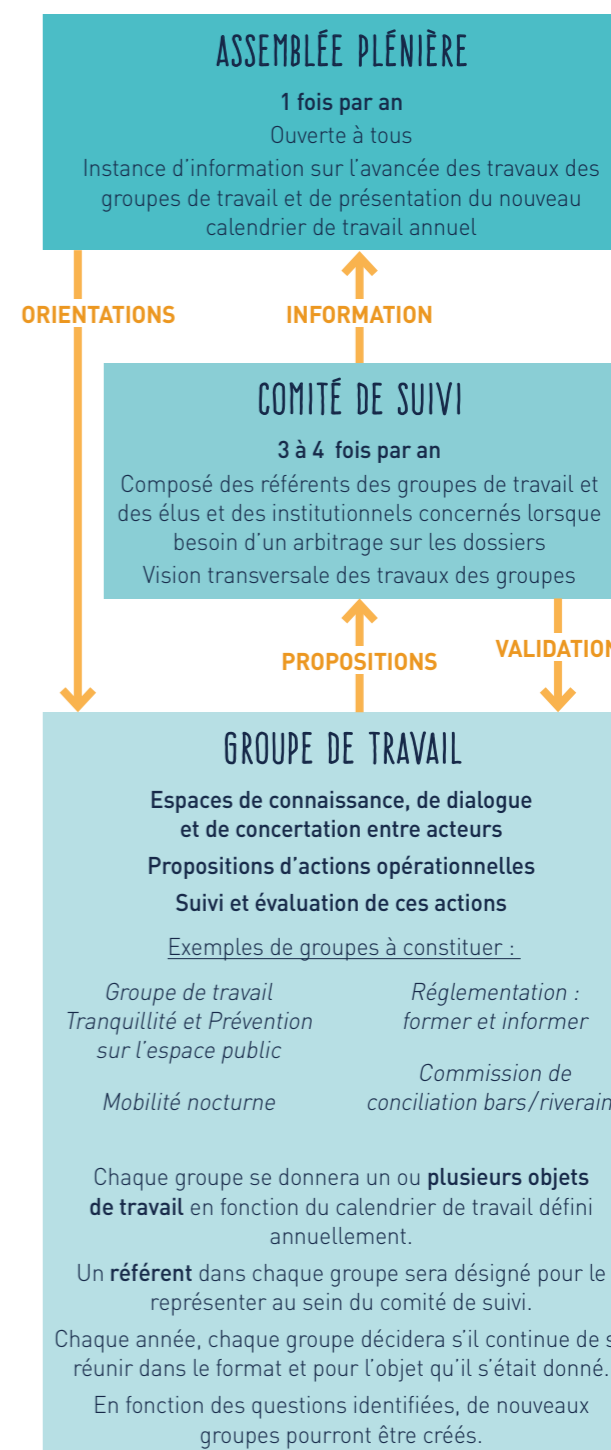 ASSEMBLÉE PLÉNIÈRE
1 fois par an
Ouverte à tous
Instance d'information sur l'avancée des travaux des
groupes de travail et de présentation du nouveau
calendrier de travail annuel
ORIENTATIONS
INFORMATION
COMITÉ DE SUIVI
3 à 4 fois par an
Composé des référents des groupes de travail et
des élus et des institutionnels concernés lorsque
besoin d'un arbitrage sur les dossiers
Vision transversale des travaux des groupes
PROPOSITIONS
VALIDATION
GROUPE DE TRAVAIL
Espaces de connaissance, de dialogue
et de concertation entre acteurs
Propositions d'actions opérationnelles
Suivi et évaluation de ces actions
Exemples de groupes à constituer :
Groupe de travail
Tranquillité et Prévention
sur l'espace public
Mobilité nocturne
Réglementation :
former et informer
Commission de
conciliation bars/riverain
Chaque groupe se donnera un ou plusieurs objets
de travail en fonction du calendrier de travail défini
annuellement.
Un référent dans chaque groupe sera désigné pour le
représenter au sein du comité de suivi.
Chaque année, chaque groupe décidera s'il continue de s
réunir dans le format et pour l'objet qu'il s'était donné.
En fonction des questions identifiées, de nouveaux
groupes pourront être créés.